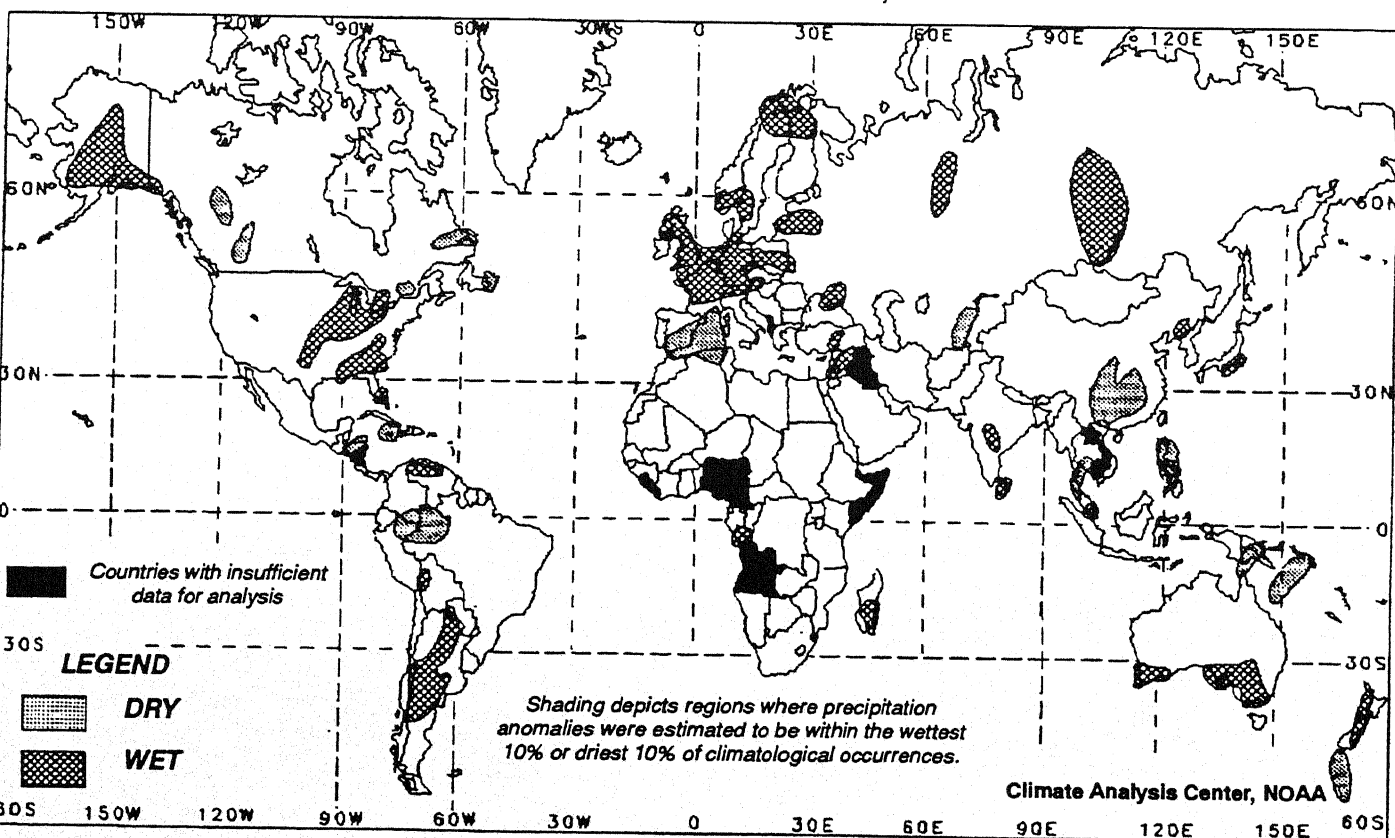 150W 120W 90W 60W 30W 0 30E 60E 90E 120E 150E
60N 60N
30N 30N
0 0
Countries with insufficient
data for analysis
30S 30S
LEGEND
DRY
WET
Shading depicts regions where precipitation
anomalies were estimated to be within the wettest
10% or driest 10% of climatological occurrences.
Climate Analysis Center, NOAA
60S 150W 120W 90W 60W 30W 0 30E 60E 90E 120E 150E 60S